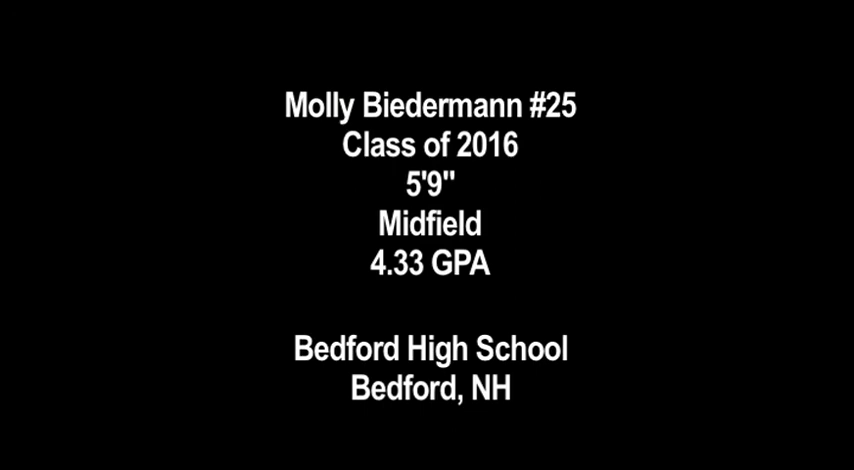 Molly Biedermann #25
Class of 2016
5'9"
Midfield
4.33 GPA
Bedford High School
Bedford, NH